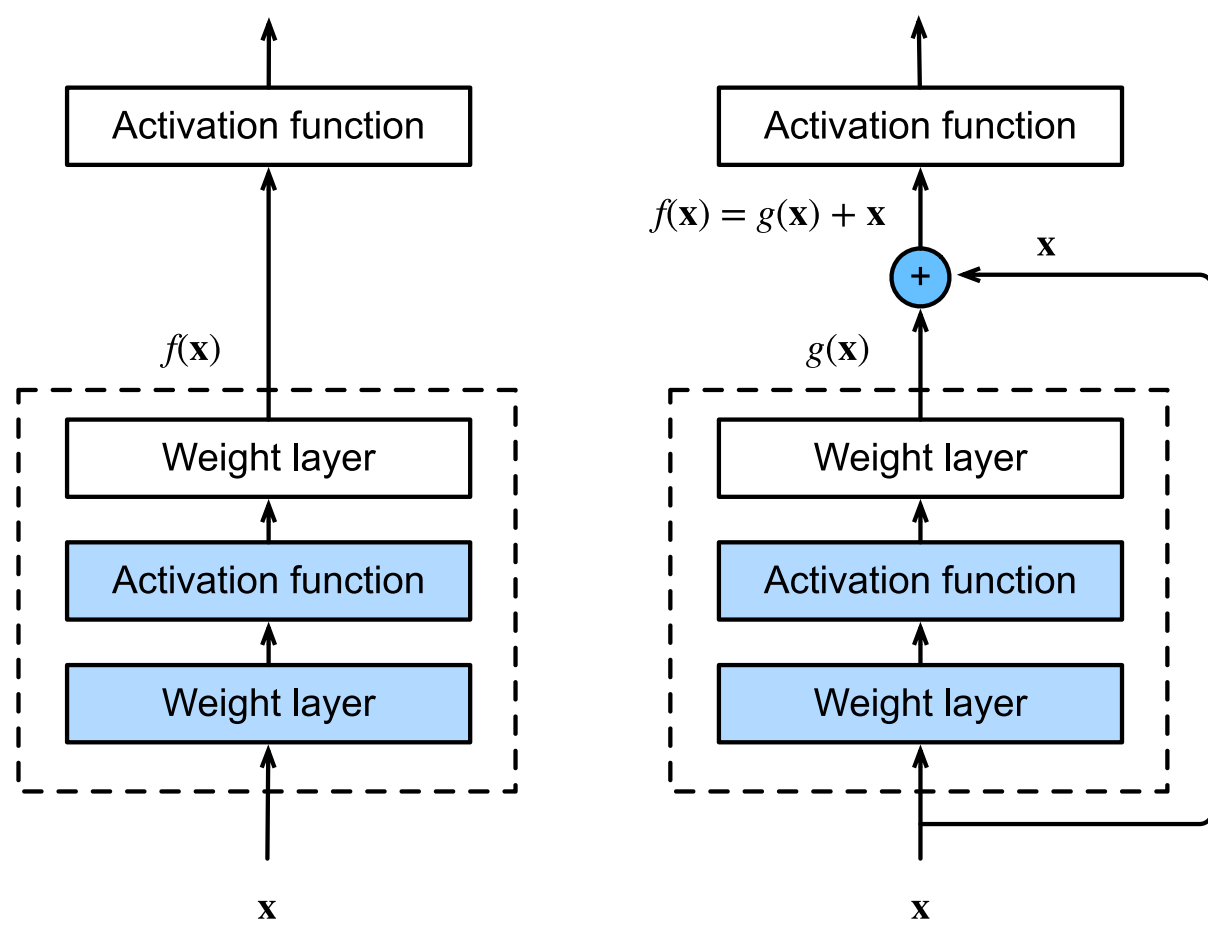 Activation function
f(x)
Weight layer
Activation function
Weight layer
x
Activation function
f(x) = g(x) + x
x
+
g(x)
Weight layer
Activation function
Weight layer
x